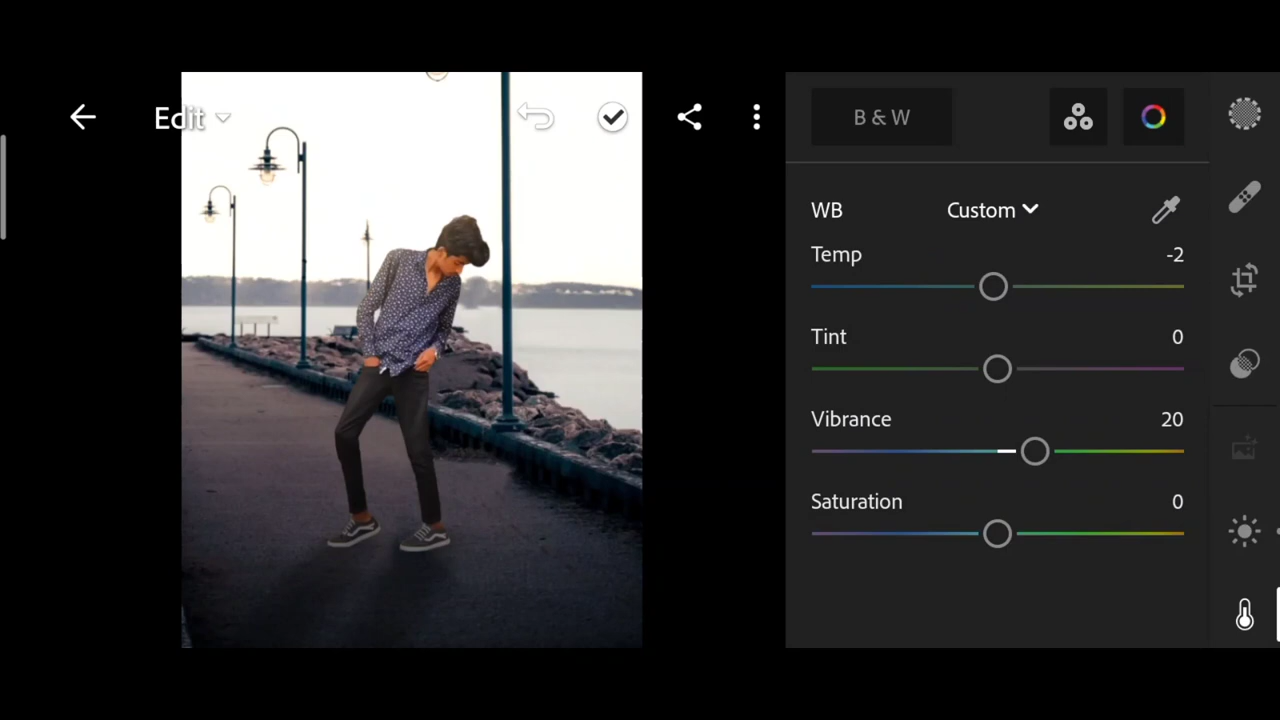 Edit
B & W
WB Custom
Temp -2
Tint 0
Vibrance 20
Saturation 0